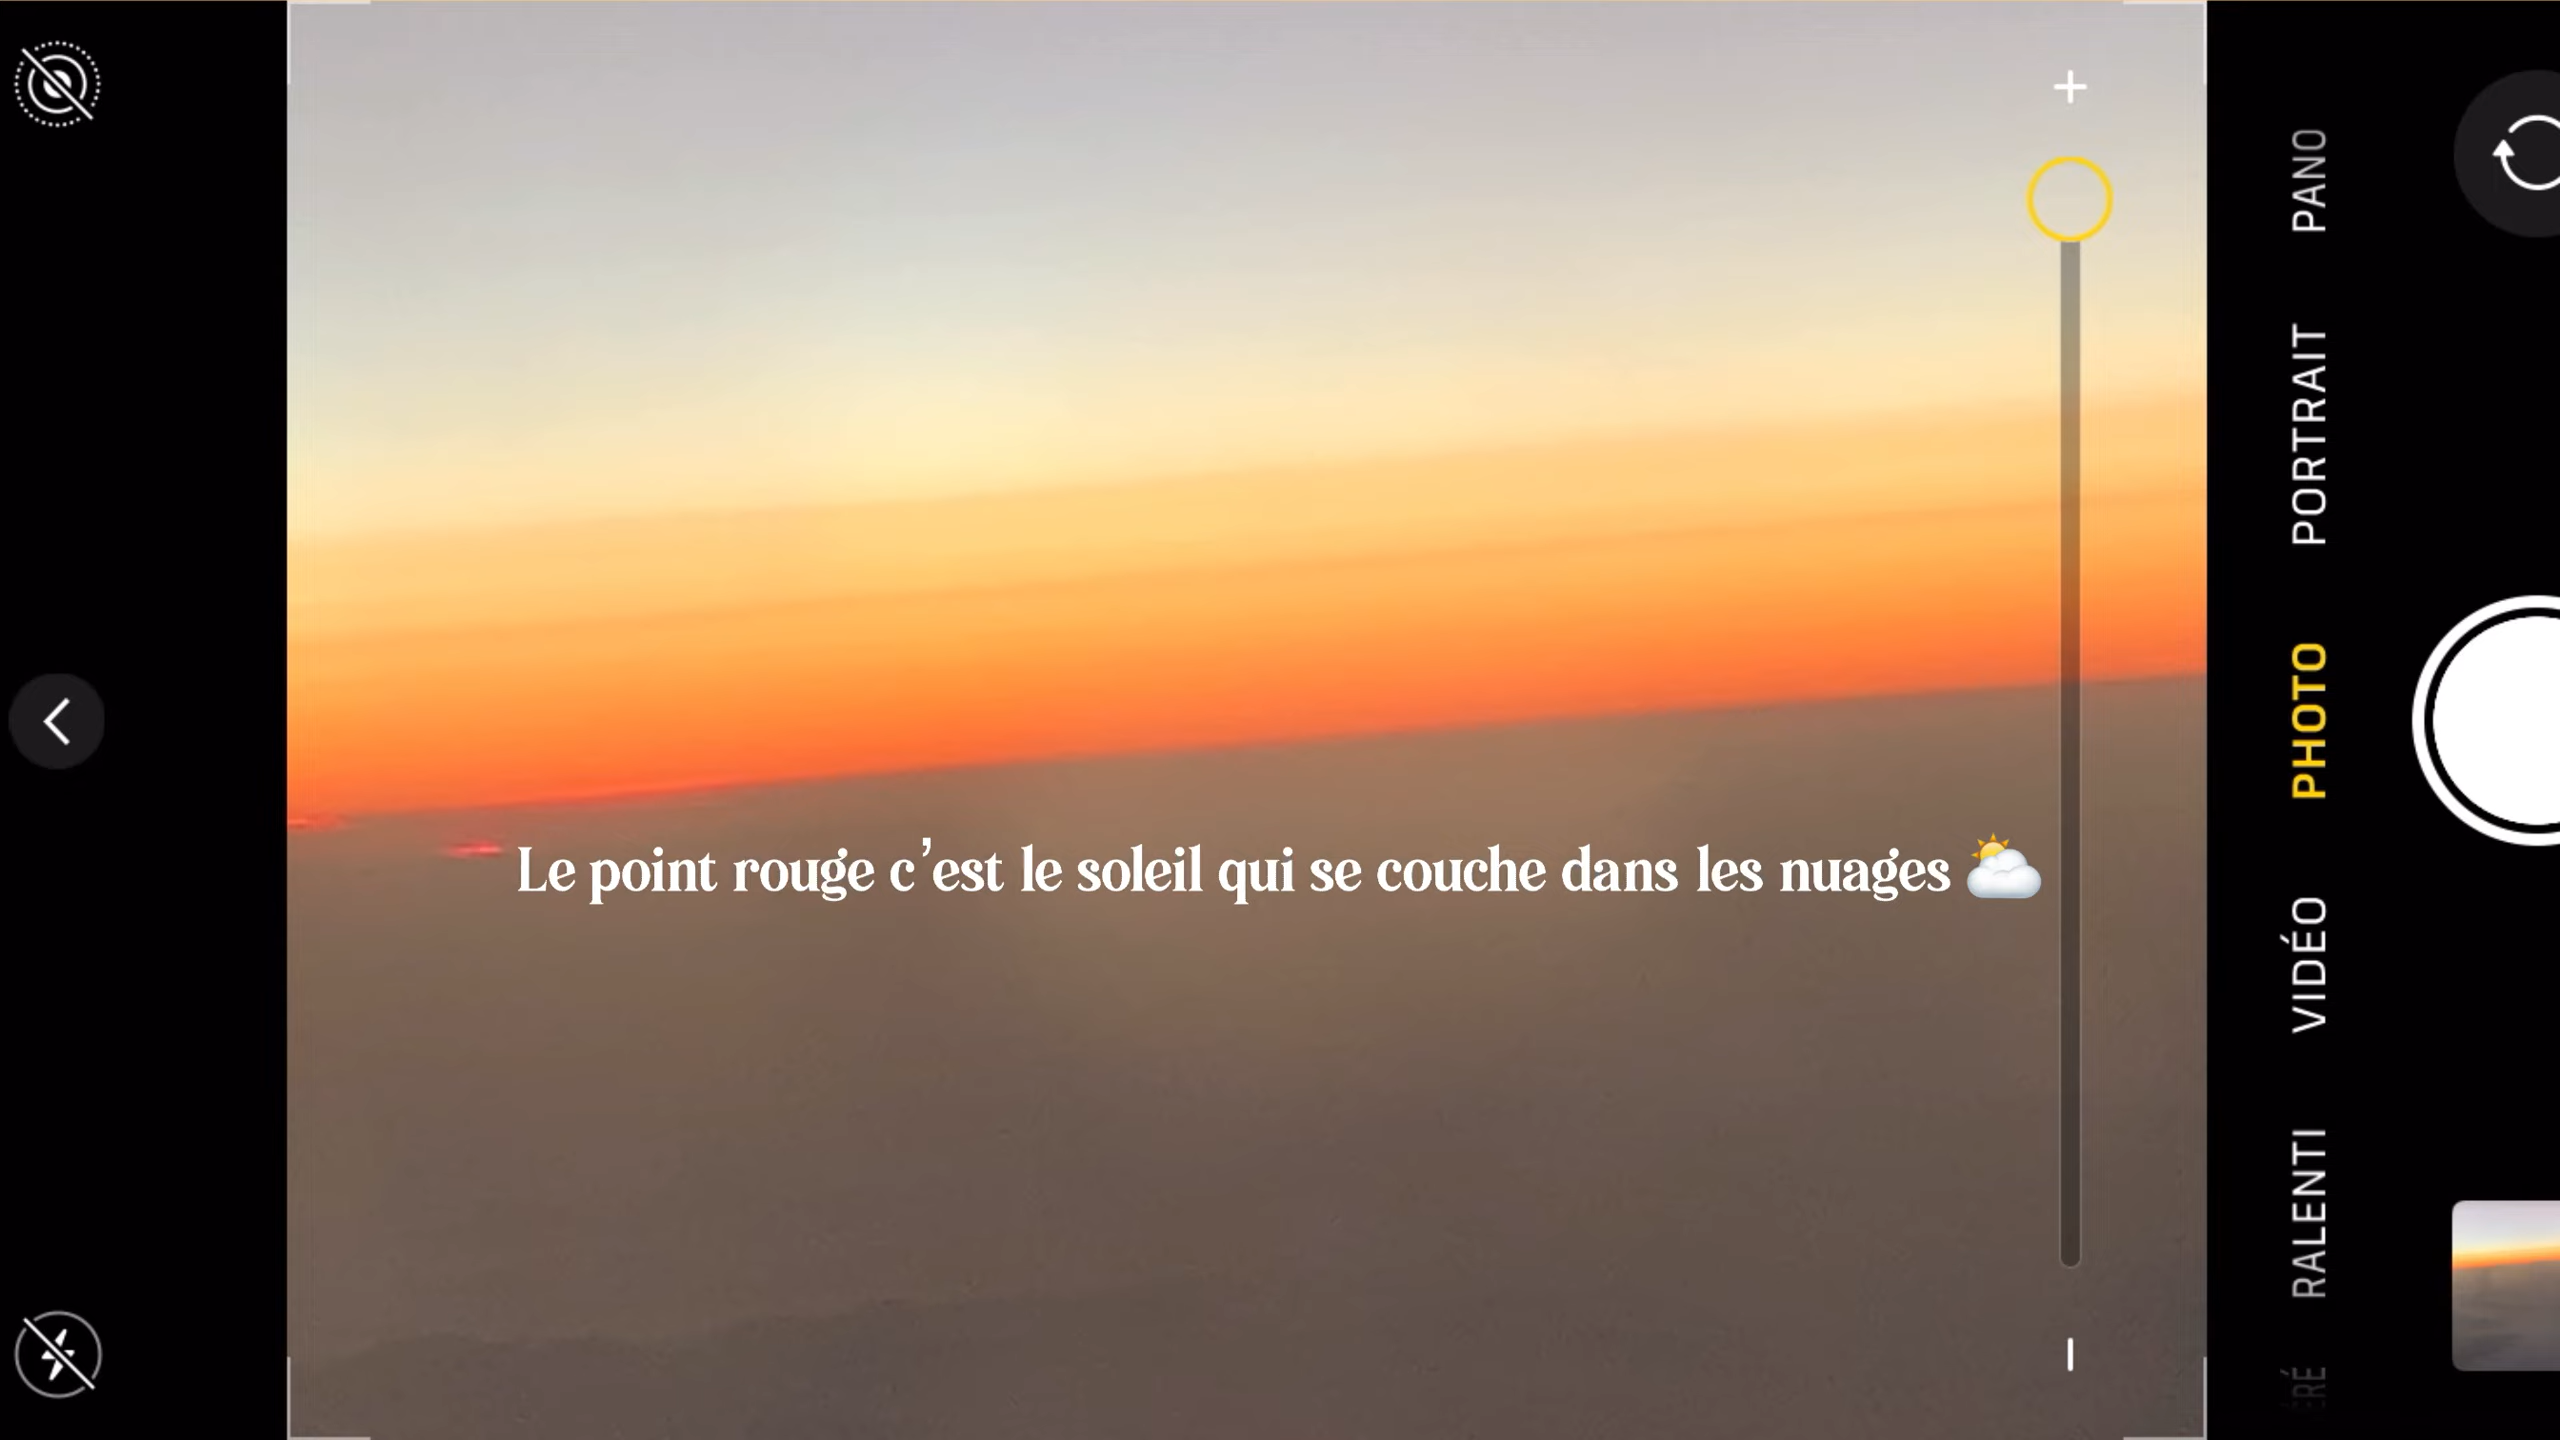 PANO
PORTRAIT
PHOTO
VIDÉO
RALENTI
Le point rouge c’est le soleil qui se couche dans les nuages 🌥️